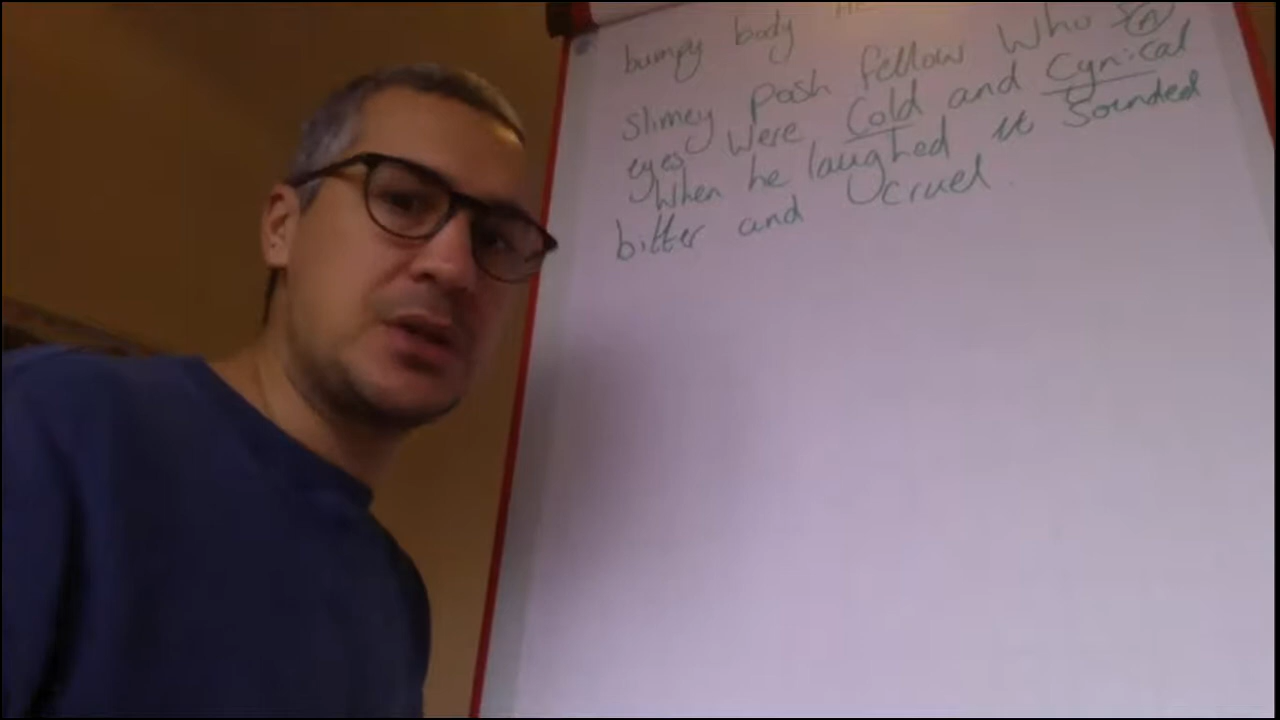 bumpy body He
slimey posh fellow Who
eyes Were Cold and Cynical
When he laughed it Sounded
bitter and cruel.